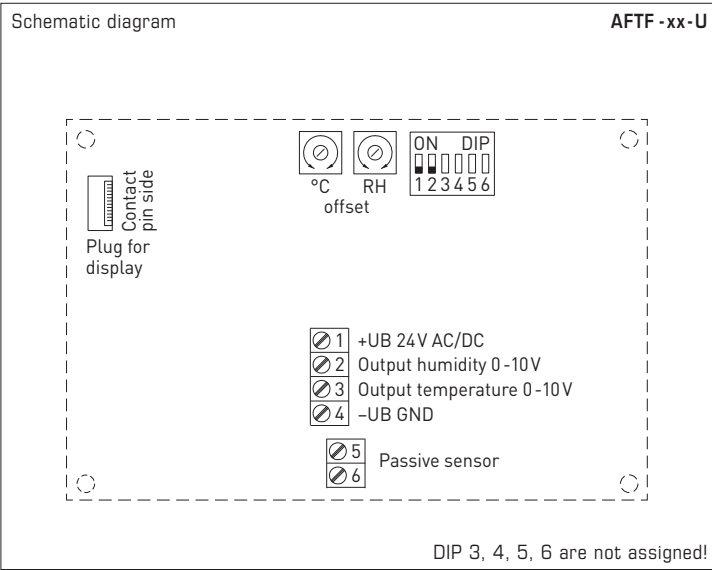 Schematic diagram
AFTF - xx - U
ON DIP
1 2 3 4 5 6
°C RH
offset
Contact
pin side
Plug for
display
1 +UB 24V AC/DC
2 Output humidity 0 - 10 V
3 Output temperature 0 - 10 V
4 –UB GND
5
Passive sensor
6
DIP 3, 4, 5, 6 are not assigned!